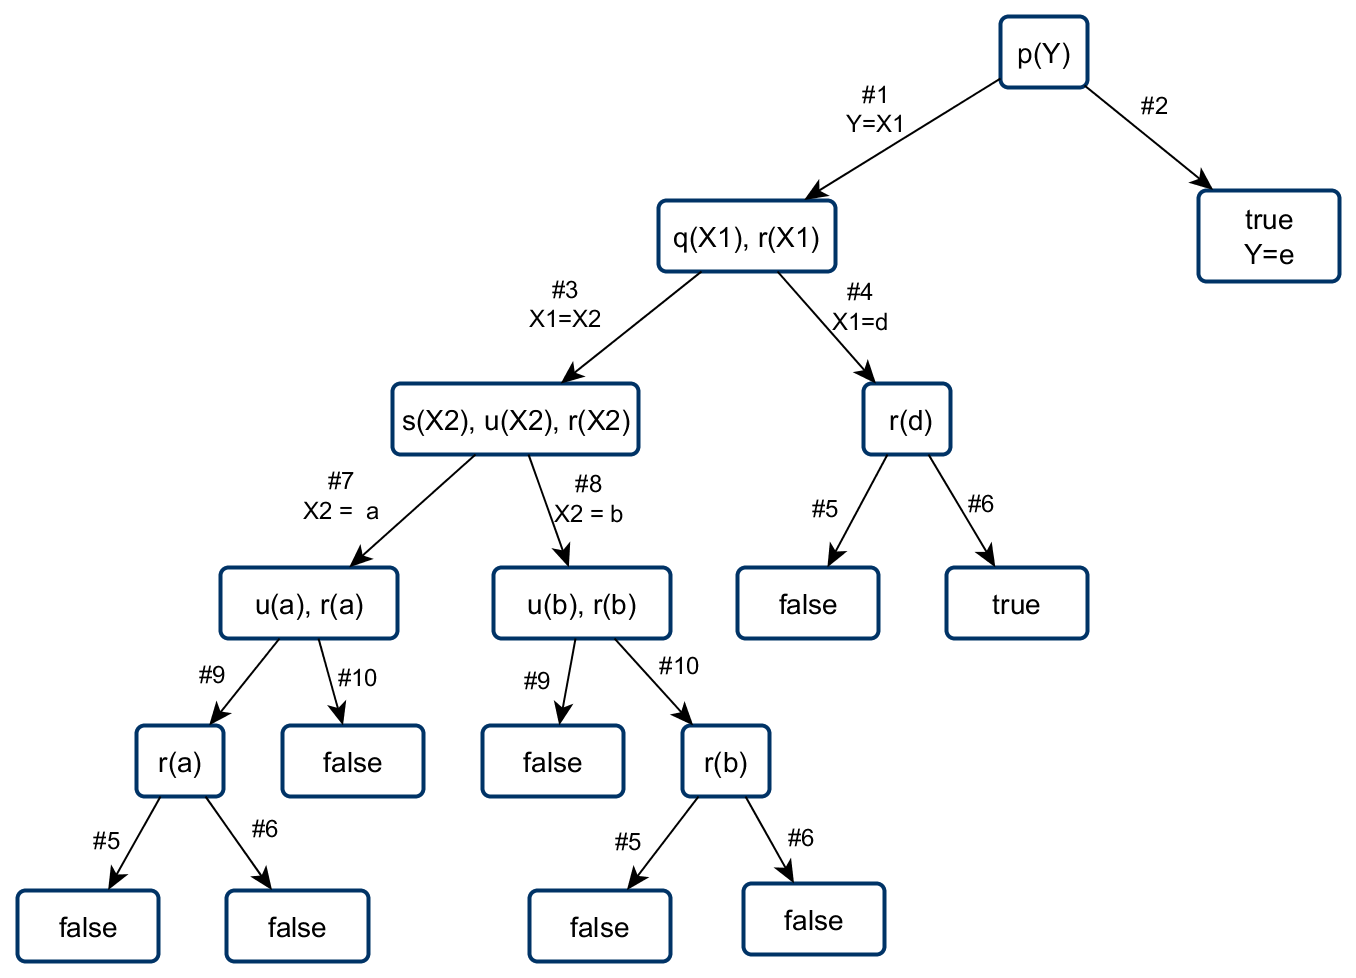 p(Y)
#1
Y=X1
#2
q(X1), r(X1)
true
Y=e
#3
X1=X2
#4
X1=d
s(X2), u(X2), r(X2)
r(d)
#7
X2 = a
#8
X2 = b
#5
#6
u(a), r(a)
u(b), r(b)
false
true
#9
#10
#9
#10
r(a)
false
false
r(b)
#5
#6
#5
#6
false
false
false
false